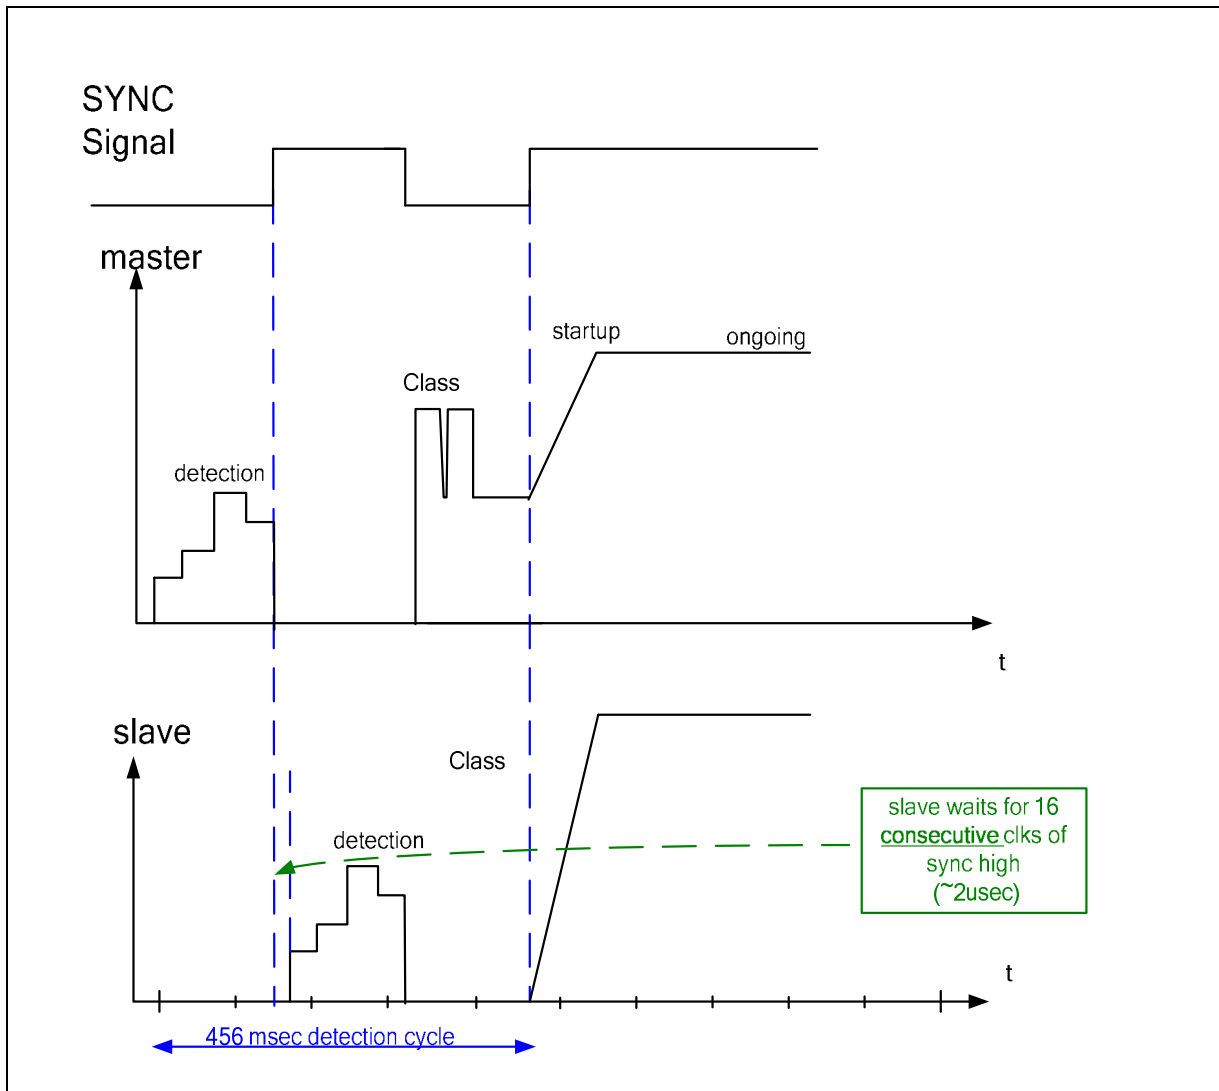 SYNC
Signal
master
startup
ongoing
Class
detection
t
slave
Class
slave waits for 16
consecutive clks of
sync high
(~2usec)
detection
t
456 msec detection cycle